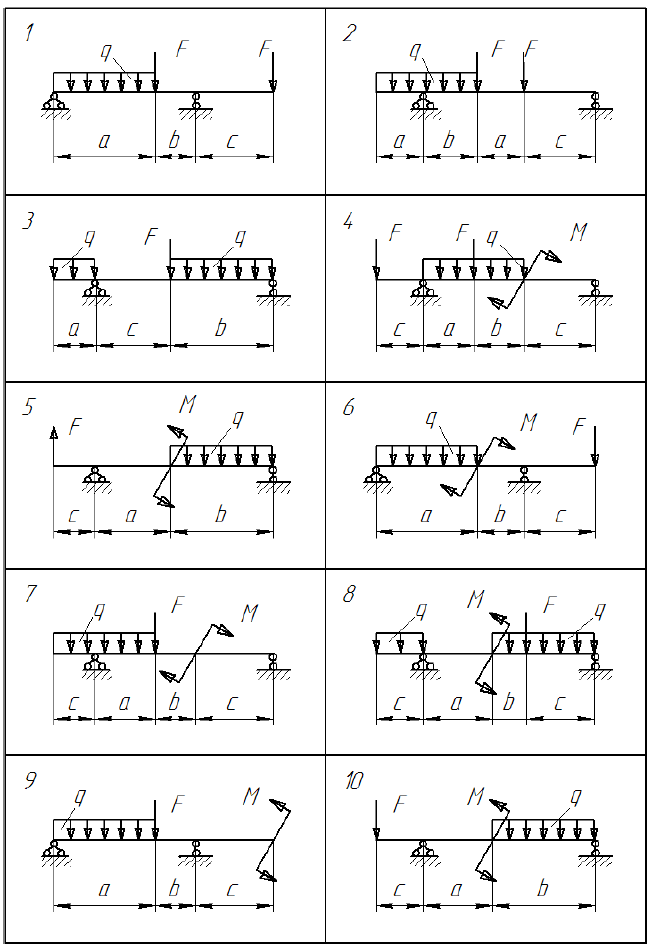 1 q F F
a b c
2 q F F
a b a c
3 q F q
a c b
4 F F q M
c a b c
5 F M q
c a b
6 q M F
a b c
7 q F M
c a b c
8 q M F q
c a b c
9 q F M
a b c
10 F M q
c a b